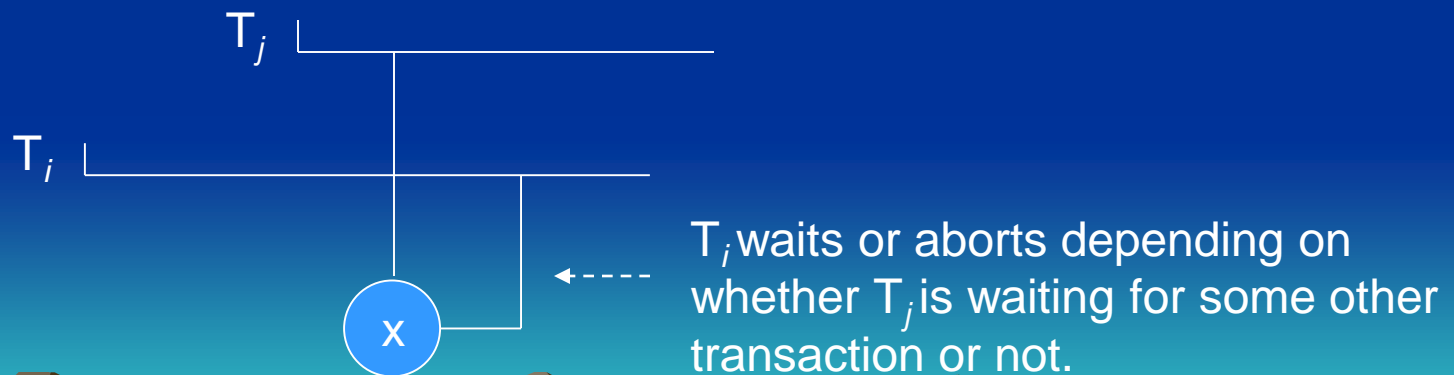 Tj
Ti
Ti waits or aborts depending on
whether Tj is waiting for some other
transaction or not.
x